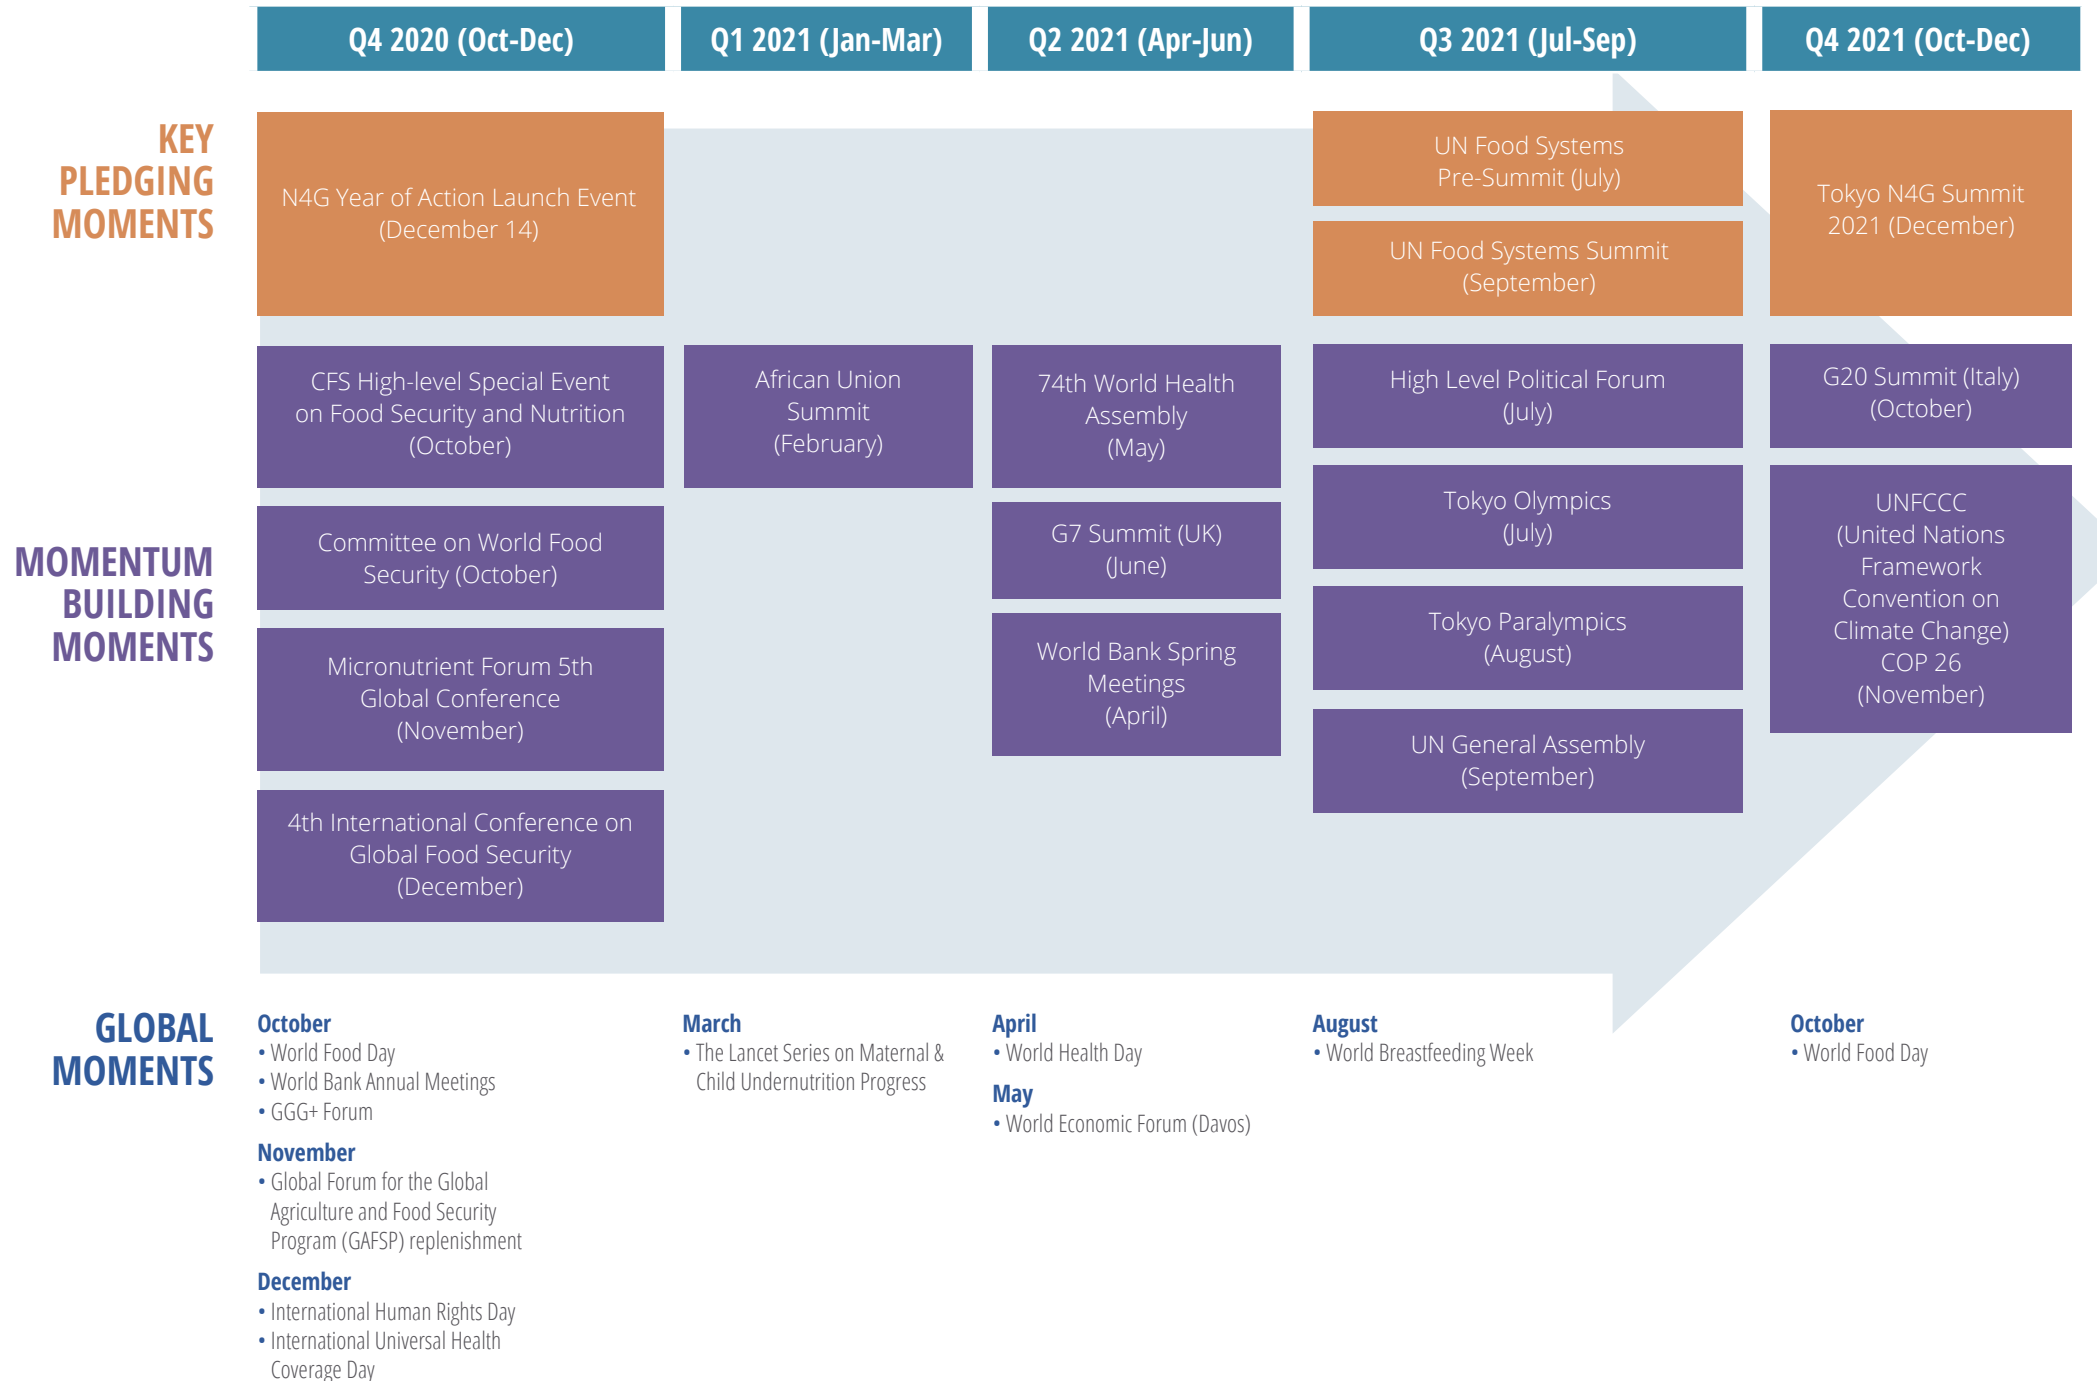 Q4 2020 (Oct-Dec)
Q1 2021 (Jan-Mar)
Q2 2021 (Apr-Jun)
Q3 2021 (Jul-Sep)
Q4 2021 (Oct-Dec)
KEY
PLEDGING
MOMENTS
N4G Year of Action Launch Event
(December 14)
UN Food Systems
Pre-Summit (July)
UN Food Systems Summit
(September)
Tokyo N4G Summit
2021 (December)
MOMENTUM
BUILDING
MOMENTS
CFS High-level Special Event
on Food Security and Nutrition
(October)
Committee on World Food
Security (October)
Micronutrient Forum 5th
Global Conference
(November)
4th International Conference on
Global Food Security
(December)
African Union
Summit
(February)
74th World Health
Assembly
(May)
G7 Summit (UK)
(June)
World Bank Spring
Meetings
(April)
High Level Political Forum
(July)
Tokyo Olympics
(July)
Tokyo Paralympics
(August)
UN General Assembly
(September)
G20 Summit (Italy)
(October)
UNFCCC
(United Nations
Framework
Convention on
Climate Change)
COP 26
(November)
GLOBAL
MOMENTS
October
• World Food Day
• World Bank Annual Meetings
• GGG+ Forum
November
• Global Forum for the Global
Agriculture and Food Security
Program (GAFSP) replenishment
December
• International Human Rights Day
• International Universal Health
Coverage Day
March
• The Lancet Series on Maternal &
Child Undernutrition Progress
April
• World Health Day
May
• World Economic Forum (Davos)
August
• World Breastfeeding Week
October
• World Food Day